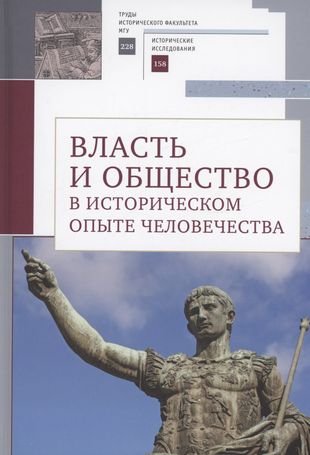 ТРУДЫ
ИСТОРИЧЕСКОГО ФАКУЛЬТЕТА
МГУ
228
ИСТОРИЧЕСКИЕ
ИССЛЕДОВАНИЯ
158
ВЛАСТЬ
И ОБЩЕСТВО
В ИСТОРИЧЕСКОМ
ОПЫТЕ ЧЕЛОВЕЧЕСТВА